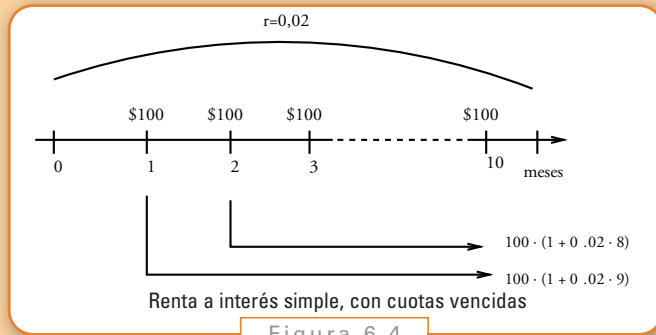 r=0,02
$100 $100 $100 $100
0 1 2 3 10 meses
100 · (1 + 0 .02 · 8)
100 · (1 + 0 .02 · 9)
Renta a interés simple, con cuotas vencidas
Figura 6.4